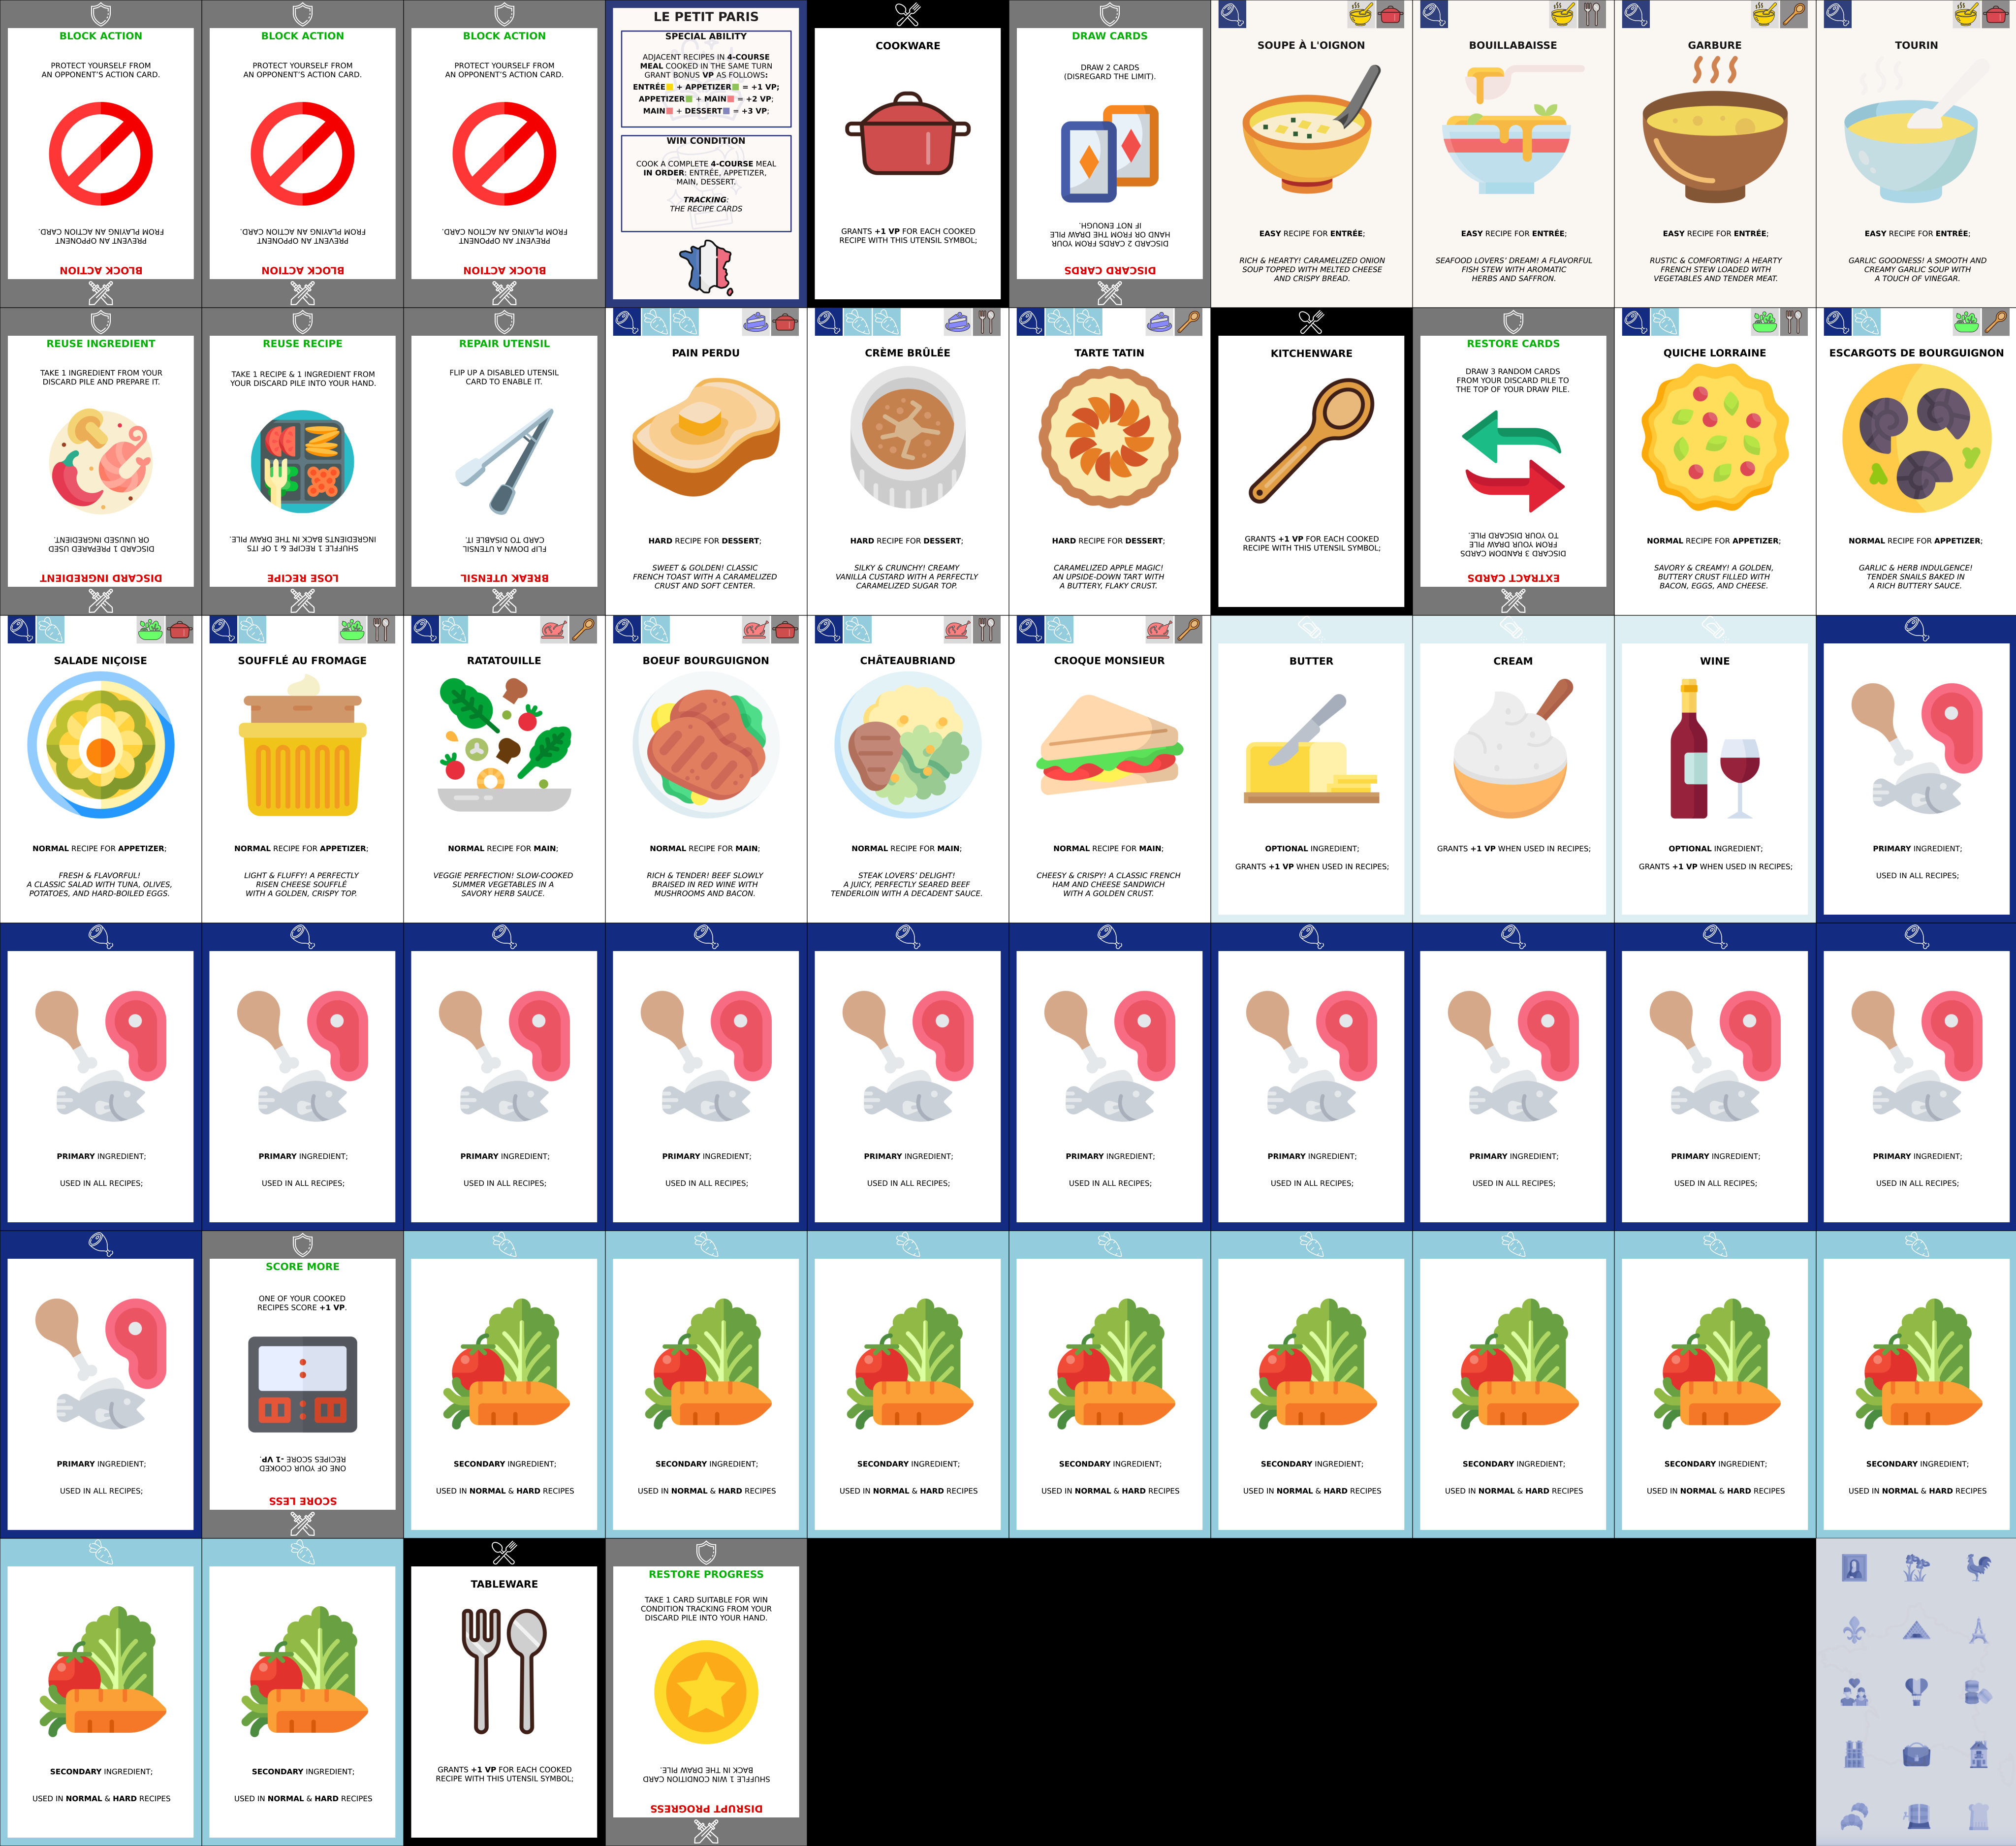 BLOCK ACTION
PROTECT YOURSELF FROM
AN OPPONENT'S ACTION CARD.
PREVENT AN OPPONENT
FROM PLAYING AN ACTION CARD.
BLOCK ACTION
BLOCK ACTION
PROTECT YOURSELF FROM
AN OPPONENT'S ACTION CARD.
PREVENT AN OPPONENT
FROM PLAYING AN ACTION CARD.
BLOCK ACTION
BLOCK ACTION
PROTECT YOURSELF FROM
AN OPPONENT'S ACTION CARD.
PREVENT AN OPPONENT
FROM PLAYING AN ACTION CARD.
BLOCK ACTION
LE PETIT PARIS
SPECIAL ABILITY
ADJACENT RECIPES IN 4-COURSE
MEAL COOKED IN THE SAME TURN
GRANT BONUS VP AS FOLLOWS:
ENTRÉE + APPETIZER = +1 VP;
APPETIZER + MAIN = +2 VP;
MAIN + DESSERT = +3 VP;
WIN CONDITION
COOK A COMPLETE 4-COURSE MEAL
IN ORDER: ENTRÉE, APPETIZER,
MAIN, DESSERT.
TRACKING:
THE RECIPE CARDS
COOKWARE
GRANTS +1 VP FOR EACH COOKED
RECIPE WITH THIS UTENSIL SYMBOL;
DRAW CARDS
DRAW 2 CARDS
(DISREGARD THE LIMIT).
DISCARD 2 CARDS FROM YOUR
HAND OR FROM THE DRAW PILE
IF NOT ENOUGH.
DISCARD CARDS
SOUPE À L'OIGNON
EASY RECIPE FOR ENTRÉE;
RICH & HEARTY! CARAMELIZED ONION
SOUP TOPPED WITH MELTED CHEESE
AND CRISPY BREAD.
BOUILLABAISSE
EASY RECIPE FOR ENTRÉE;
SEAFOOD LOVERS' DREAM! A FLAVORFUL
FISH STEW WITH AROMATIC
HERBS AND SAFFRON.
GARBURE
EASY RECIPE FOR ENTRÉE;
RUSTIC & COMFORTING! A HEARTY
FRENCH STEW LOADED WITH
VEGETABLES AND TENDER MEAT.
TOURIN
EASY RECIPE FOR ENTRÉE;
GARLIC GOODNESS! A SMOOTH AND
CREAMY GARLIC SOUP WITH
A TOUCH OF VINEGAR.
REUSE INGREDIENT
TAKE 1 INGREDIENT FROM YOUR
DISCARD PILE AND PREPARE IT.
DISCARD 1 PREPARED USED
OR UNUSED INGREDIENT.
DISCARD INGREDIENT
REUSE RECIPE
TAKE 1 RECIPE & 1 INGREDIENT FROM
YOUR DISCARD PILE INTO YOUR HAND.
SHUFFLE 1 RECIPE & 1 OF ITS
INGREDIENTS BACK IN THE DRAW PILE.
LOSE RECIPE
REPAIR UTENSIL
FLIP UP A DISABLED UTENSIL
CARD TO ENABLE IT.
FLIP DOWN A UTENSIL
CARD TO DISABLE IT.
BREAK UTENSIL
PAIN PERDU
HARD RECIPE FOR DESSERT;
SWEET & GOLDEN! CLASSIC
FRENCH TOAST WITH A CARAMELIZED
CRUST AND SOFT CENTER.
CRÈME BRÛLÉE
HARD RECIPE FOR DESSERT;
SILKY & CRUNCHY! CREAMY
VANILLA CUSTARD WITH A PERFECTLY
CARAMELIZED SUGAR TOP.
TARTE TATIN
HARD RECIPE FOR DESSERT;
CARAMELIZED APPLE MAGIC!
AN UPSIDE-DOWN TART WITH
A BUTTERY, FLAKY CRUST.
KITCHENWARE
GRANTS +1 VP FOR EACH COOKED
RECIPE WITH THIS UTENSIL SYMBOL;
RESTORE CARDS
DRAW 3 RANDOM CARDS
FROM YOUR DISCARD PILE TO
THE TOP OF YOUR DRAW PILE.
DISCARD 3 RANDOM CARDS
FROM YOUR DRAW PILE
TO YOUR DISCARD PILE.
EXTRACT CARDS
QUICHE LORRAINE
NORMAL RECIPE FOR APPETIZER;
SAVORY & CREAMY! A GOLDEN,
BUTTERY CRUST FILLED WITH
BACON, EGGS, AND CHEESE.
ESCARGOTS DE BOURGUIGNON
NORMAL RECIPE FOR APPETIZER;
GARLIC & HERB INDULGENCE!
TENDER SNAILS BAKED IN
A RICH BUTTERY SAUCE.
SALADE NIÇOISE
NORMAL RECIPE FOR APPETIZER;
FRESH & FLAVORFUL!
A CLASSIC SALAD WITH TUNA, OLIVES,
POTATOES, AND HARD-BOILED EGGS.
SOUFFLÉ AU FROMAGE
NORMAL RECIPE FOR APPETIZER;
LIGHT & FLUFFY! A PERFECTLY
RISEN CHEESE SOUFFLÉ
WITH A GOLDEN, CRISPY TOP.
RATATOUILLE
NORMAL RECIPE FOR MAIN;
VEGGIE PERFECTION! SLOW-COOKED
SUMMER VEGETABLES IN A
SAVORY HERB SAUCE.
BOEUF BOURGUIGNON
NORMAL RECIPE FOR MAIN;
RICH & TENDER! BEEF SLOWLY
BRAISED IN RED WINE WITH
MUSHROOMS AND BACON.
CHÂTEAUBRIAND
NORMAL RECIPE FOR MAIN;
STEAK LOVERS' DELIGHT!
A JUICY, PERFECTLY SEARED BEEF
TENDERLOIN WITH A DECADENT SAUCE.
CROQUE MONSIEUR
NORMAL RECIPE FOR MAIN;
CHEESY & CRISPY! A CLASSIC FRENCH
HAM AND CHEESE SANDWICH
WITH A GOLDEN CRUST.
BUTTER
OPTIONAL INGREDIENT;
GRANTS +1 VP WHEN USED IN RECIPES;
CREAM
GRANTS +1 VP WHEN USED IN RECIPES;
WINE
OPTIONAL INGREDIENT;
GRANTS +1 VP WHEN USED IN RECIPES;
PRIMARY INGREDIENT;
USED IN ALL RECIPES;
PRIMARY INGREDIENT;
USED IN ALL RECIPES;
PRIMARY INGREDIENT;
USED IN ALL RECIPES;
PRIMARY INGREDIENT;
USED IN ALL RECIPES;
PRIMARY INGREDIENT;
USED IN ALL RECIPES;
PRIMARY INGREDIENT;
USED IN ALL RECIPES;
PRIMARY INGREDIENT;
USED IN ALL RECIPES;
PRIMARY INGREDIENT;
USED IN ALL RECIPES;
PRIMARY INGREDIENT;
USED IN ALL RECIPES;
PRIMARY INGREDIENT;
USED IN ALL RECIPES;
PRIMARY INGREDIENT;
USED IN ALL RECIPES;
PRIMARY INGREDIENT;
USED IN ALL RECIPES;
SCORE MORE
ONE OF YOUR COOKED
RECIPES SCORE +1 VP.
ONE OF YOUR COOKED
RECIPES SCORE -1 VP.
SCORE LESS
SECONDARY INGREDIENT;
USED IN NORMAL & HARD RECIPES
SECONDARY INGREDIENT;
USED IN NORMAL & HARD RECIPES
SECONDARY INGREDIENT;
USED IN NORMAL & HARD RECIPES
SECONDARY INGREDIENT;
USED IN NORMAL & HARD RECIPES
SECONDARY INGREDIENT;
USED IN NORMAL & HARD RECIPES
SECONDARY INGREDIENT;
USED IN NORMAL & HARD RECIPES
SECONDARY INGREDIENT;
USED IN NORMAL & HARD RECIPES
SECONDARY INGREDIENT;
USED IN NORMAL & HARD RECIPES
SECONDARY INGREDIENT;
USED IN NORMAL & HARD RECIPES
SECONDARY INGREDIENT;
USED IN NORMAL & HARD RECIPES
TABLEWARE
GRANTS +1 VP FOR EACH COOKED
RECIPE WITH THIS UTENSIL SYMBOL;
RESTORE PROGRESS
TAKE 1 CARD SUITABLE FOR WIN
CONDITION TRACKING FROM YOUR
DISCARD PILE INTO YOUR HAND.
SHUFFLE 1 WIN CONDITION CARD
BACK IN THE DRAW PILE.
DISRUPT PROGRESS